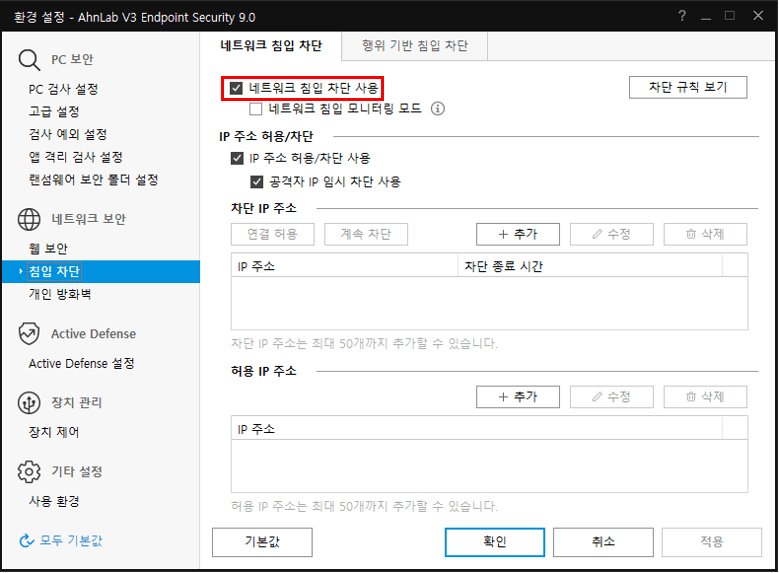 환경 설정 - AhnLab V3 Endpoint Security 9.0
PC 보안
PC 검사 설정
고급 설정
검사 예외 설정
앱 격리 검사 설정
랜섬웨어 보안 폴더 설정
네트워크 보안
웹 보안
침입 차단
개인 방화벽
Active Defense
Active Defense 설정
장치 관리
장치 제어
기타 설정
사용 환경
모두 기본값
네트워크 침입 차단
행위 기반 침입 차단
네트워크 침입 차단 사용
차단 규칙 보기
네트워크 침입 모니터링 모드
IP 주소 허용/차단
IP 주소 허용/차단 사용
공격자 IP 임시 차단 사용
차단 IP 주소
연결 허용 계속 차단 + 추가 수정 삭제
IP 주소 차단 종료 시간
차단 IP 주소는 최대 50개까지 추가할 수 있습니다.
허용 IP 주소
+ 추가 수정 삭제
IP 주소
허용 IP 주소는 최대 50개까지 추가할 수 있습니다.
기본값 확인 취소 적용